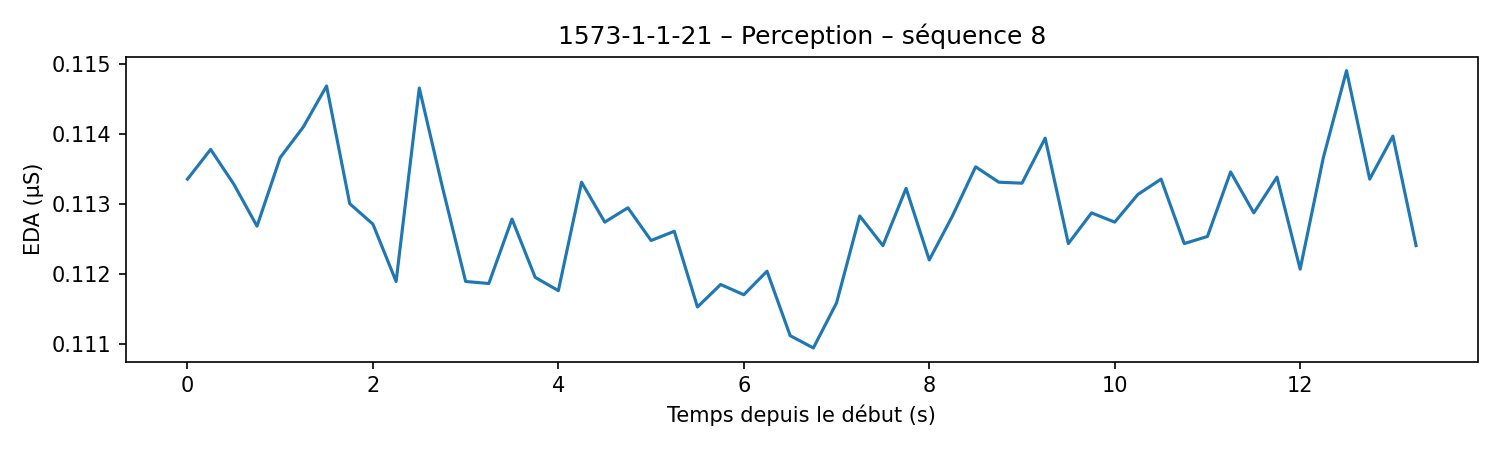 1573-1-1-21 – Perception – séquence 8
EDA (µS)
0.115
0.114
0.113
0.112
0.111
0 2 4 6 8 10 12
Temps depuis le début (s)